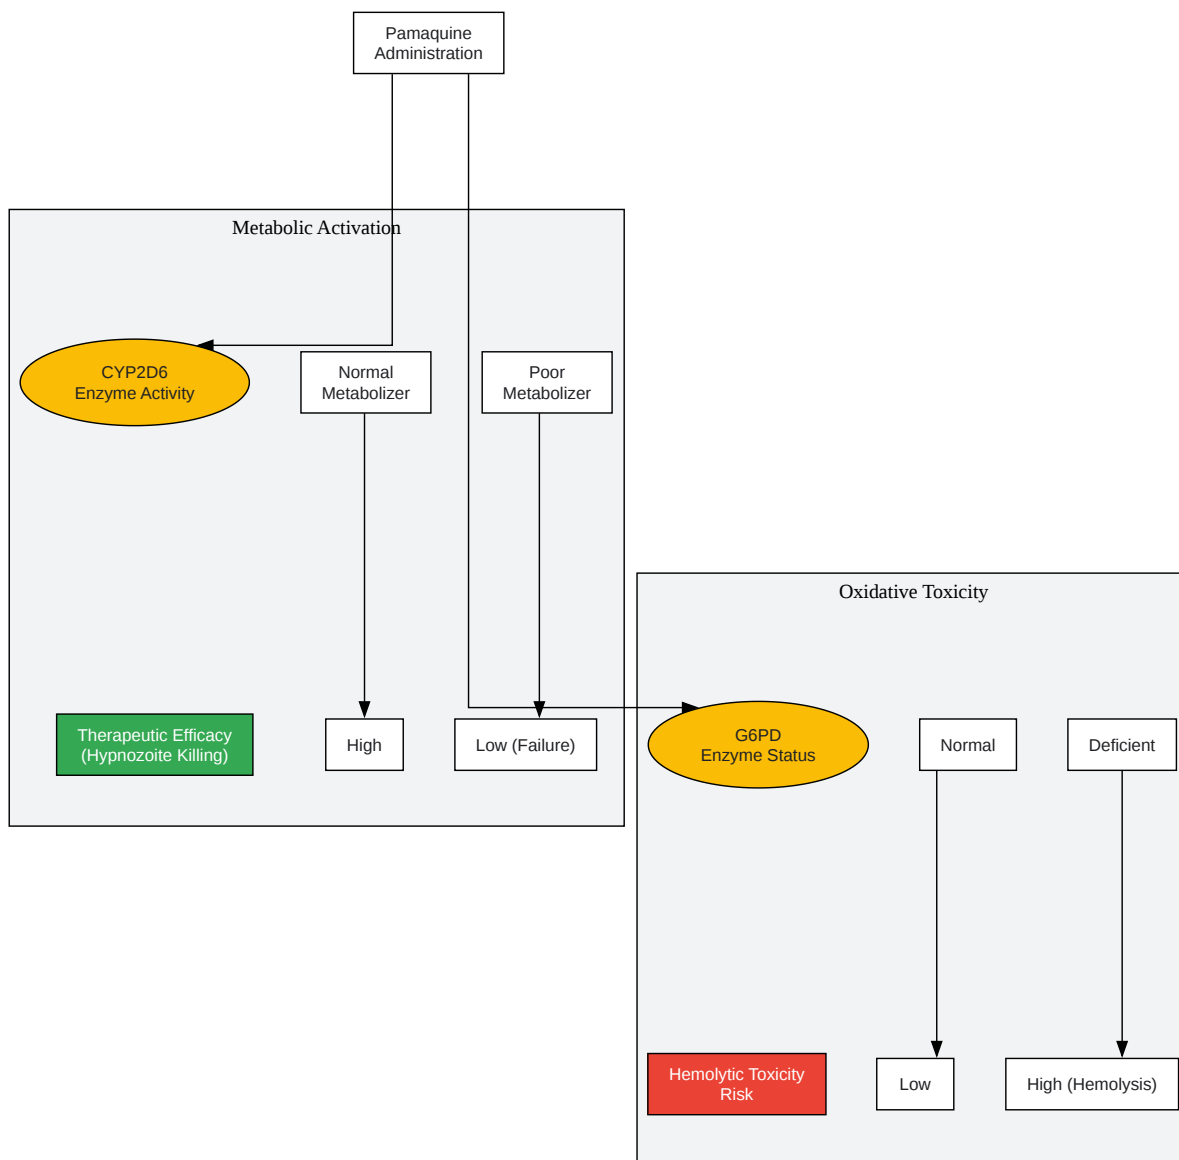 Pamaquine
Administration
Metabolic Activation
CYP2D6
Enzyme Activity
Normal
Metabolizer
Poor
Metabolizer
Therapeutic Efficacy
(Hypnozoite Killing)
High
Low (Failure)
Oxidative Toxicity
G6PD
Enzyme Status
Normal
Deficient
Hemolytic Toxicity
Risk
Low
High (Hemolysis)